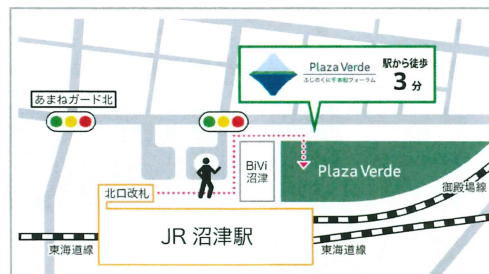 Plaza Verde
ふじのくに千本松フォーラム
駅から徒歩
3分
あまねガード北
BiVi
沼津
Plaza Verde
北口改札
御殿場線
JR 沼津駅
東海道線
東海道線